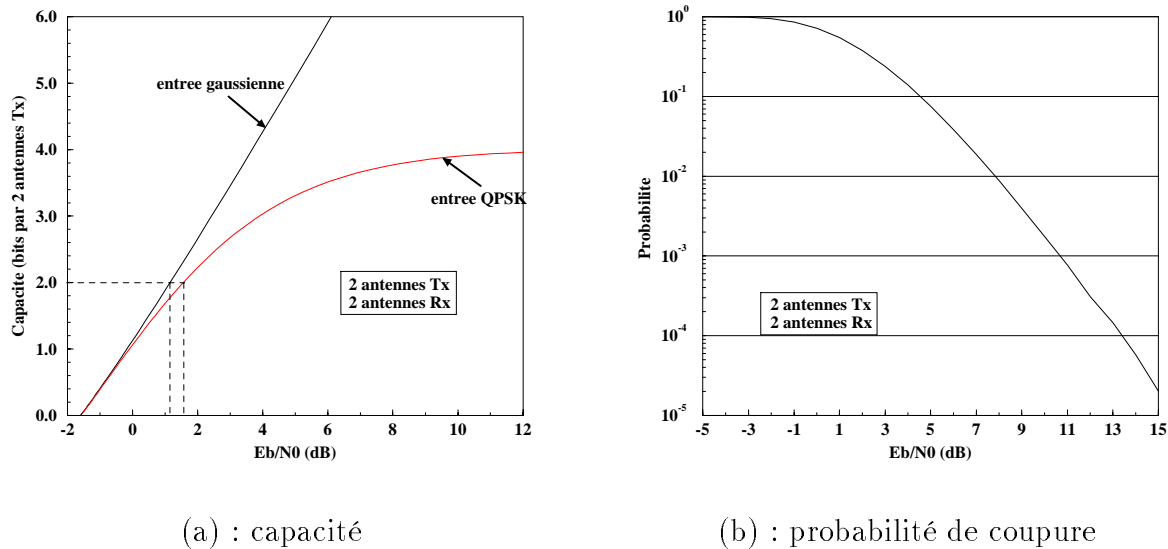 6.0
5.0
4.0
3.0
2.0
1.0
0.0
Capacite (bits par 2 antennes Tx)
entree gaussienne
entree QPSK
2 antennes Tx
2 antennes Rx
-2 0 2 4 6 8 10 12
Eb/N0 (dB)
(a) : capacité
10^0
10^-1
10^-2
10^-3
10^-4
10^-5
Probabilite
2 antennes Tx
2 antennes Rx
-5 -3 -1 1 3 5 7 9 11 13 15
Eb/N0 (dB)
(b) : probabilité de coupure